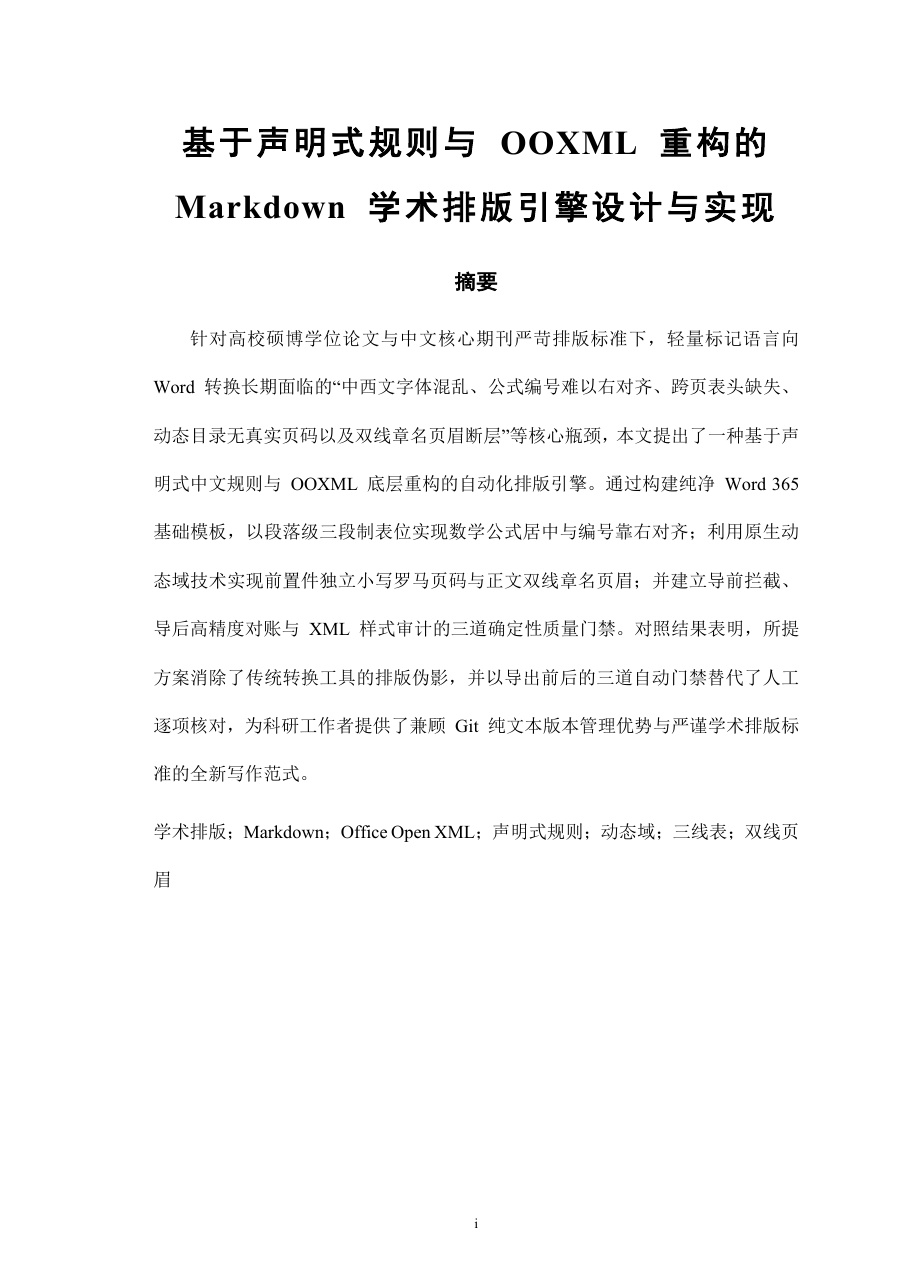 基于声明式规则与 OOXML 重构的
Markdown 学术排版引擎设计与实现
摘要
针对高校硕博学位论文与中文核心期刊严苛排版标准下，轻量标记语言向
Word 转换长期面临的“中西文字体混乱、公式编号难以右对齐、跨页表头缺失、
动态目录无真实页码以及双线章名页眉断层”等核心瓶颈，本文提出了一种基于声
明式中文规则与 OOXML 底层重构的自动化排版引擎。通过构建纯净 Word 365
基础模板，以段落级三段制表位实现数学公式居中与编号靠右对齐；利用原生动
态域技术实现前置件独立小写罗马页码与正文双线章名页眉；并建立导前拦截、
导后高精度对账与 XML 样式审计的三道确定性质量门禁。对照结果表明，所提
方案消除了传统转换工具的排版伪影，并以导出前后的三道自动门禁替代了人工
逐项核对，为科研工作者提供了兼顾 Git 纯文本版本管理优势与严谨学术排版标
准的全新写作范式。
学术排版；Markdown；Office Open XML；声明式规则；动态域；三线表；双线页
眉
i